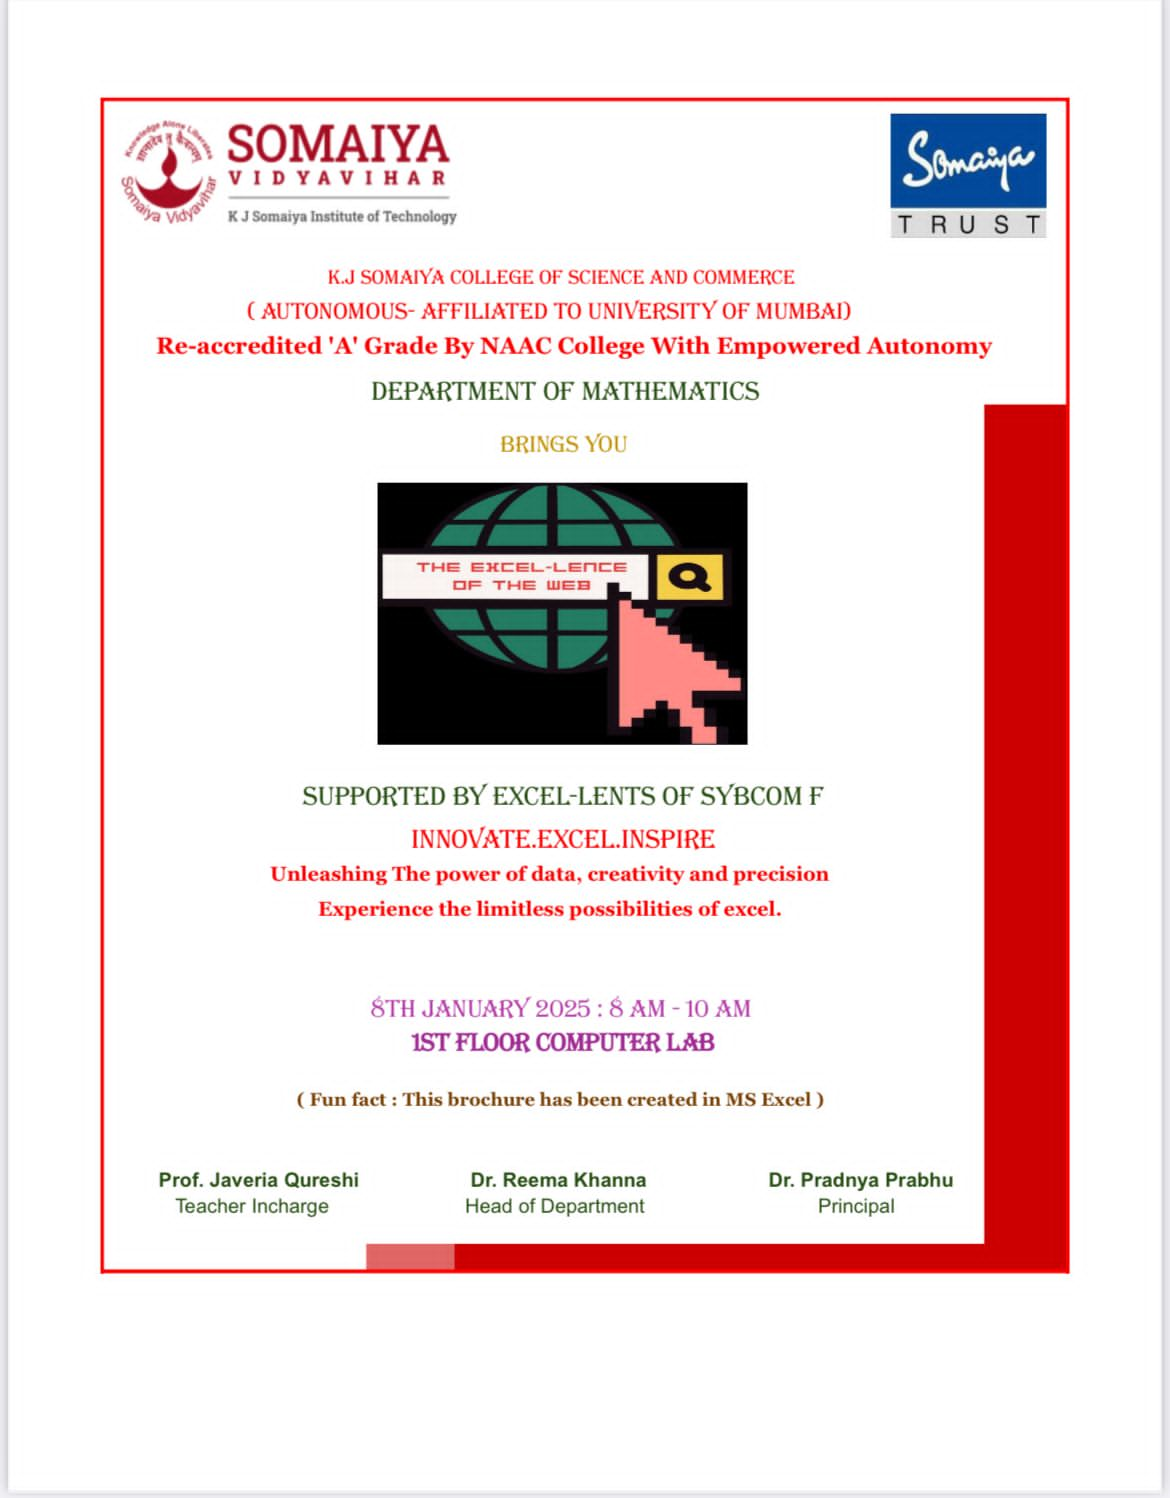 Knowledge Alone Liberates
ज्ञानादेव तु कैवल्यम्
Somaiya Vidyavihar
SOMAIYA
VIDYAVIHAR
K J Somaiya Institute of Technology
Somaiya
TRUST
K.J SOMAIYA COLLEGE OF SCIENCE AND COMMERCE
( AUTONOMOUS- AFFILIATED TO UNIVERSITY OF MUMBAI)
Re-accredited 'A' Grade By NAAC College With Empowered Autonomy
DEPARTMENT OF MATHEMATICS
BRINGS YOU
THE EXCEL-LENCE
OF THE WEB
SUPPORTED BY EXCEL-LENTS OF SYBCOM F
INNOVATE.EXCEL.INSPIRE
Unleashing The power of data, creativity and precision
Experience the limitless possibilities of excel.
8TH JANUARY 2025 : 8 AM - 10 AM
1ST FLOOR COMPUTER LAB
( Fun fact : This brochure has been created in MS Excel )
Prof. Javeria Qureshi Dr. Reema Khanna Dr. Pradnya Prabhu
Teacher Incharge Head of Department Principal